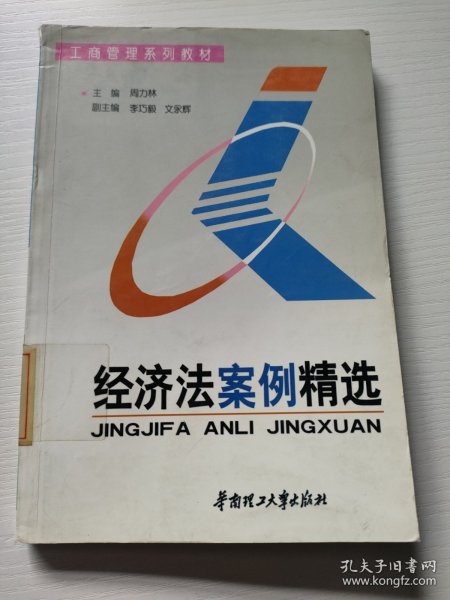 工商管理系列教材
主 编 周力林
副主编 李巧毅 文永辉
经济法案例精选
JINGJIFA ANLI JINGXUAN
华南理工大学出版社
孔夫子旧书网
www.kongfz.com